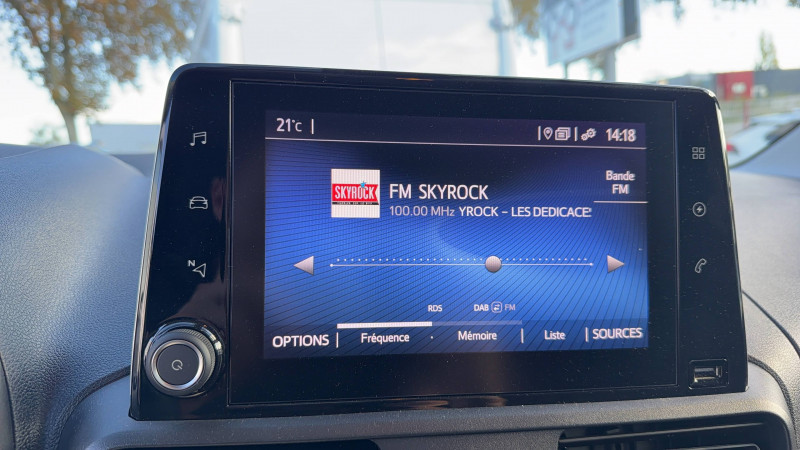 21°C
14:18
SKYROCK
FM SKYROCK
100.00 MHz YROCK – LES DEDICACE
Bande
FM
RDS
DAB FM
OPTIONS
Fréquence
Mémoire
Liste
SOURCES
N